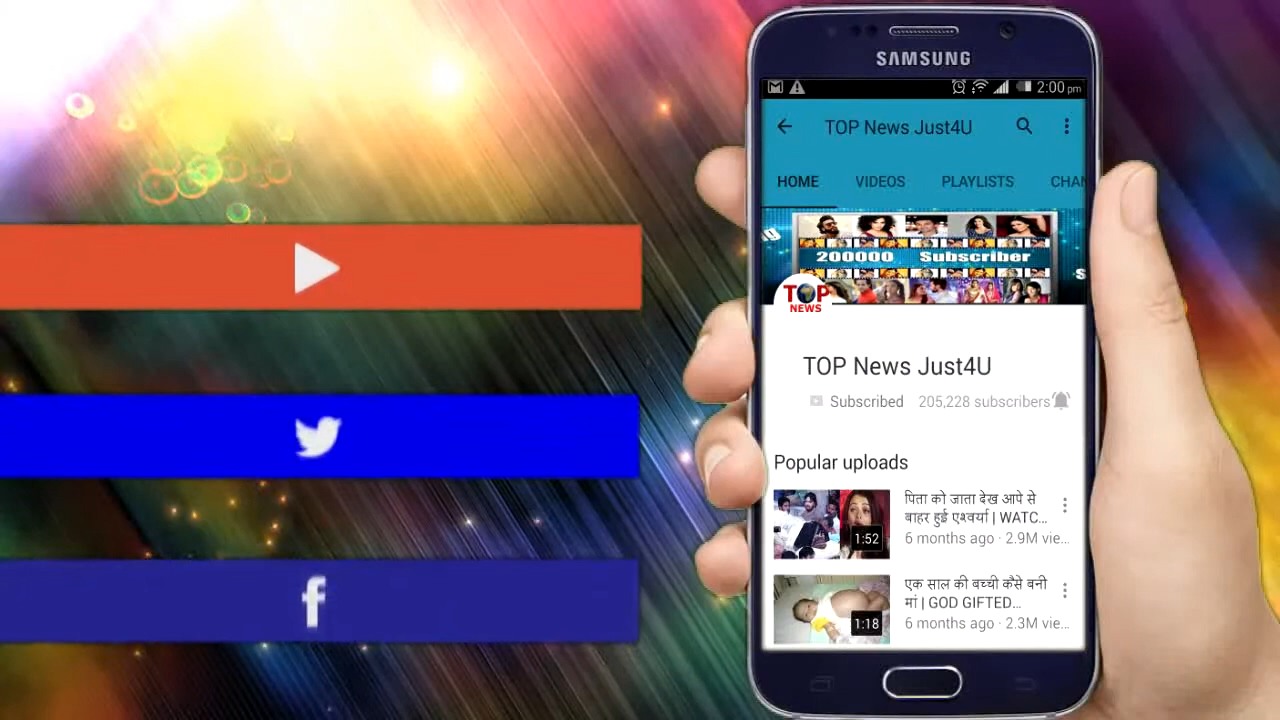 SAMSUNG
2:00 pm
TOP News Just4U
HOME VIDEOS PLAYLISTS CHAN
200000 Subscriber
TOP
NEWS
TOP News Just4U
Subscribed 205,228 subscribers
Popular uploads
पिता को जाता देख आपे से
बाहर हुई एश्वर्या | WATC...
6 months ago · 2.9M vie...
1:52
एक साल की बच्ची कैसे बनी
मां | GOD GIFTED...
6 months ago · 2.3M vie...
1:18